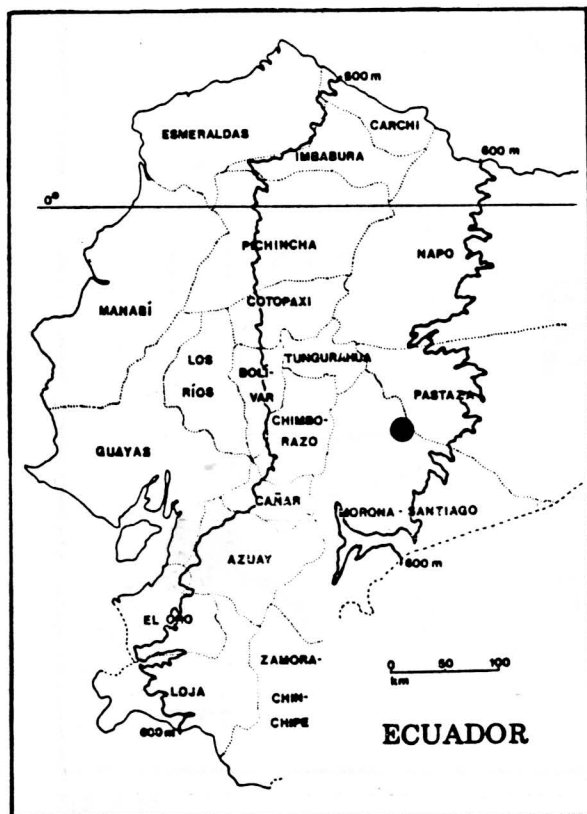 600 m
ESMERALDAS
CARCHI
600 m
IMBABURA
0°
PICHINCHA
NAPO
COTOPAXI
MANABÍ
LOS
RÍOS
TUNGURAHUA
BOLÍ-
VAR
PASTAZA
CHIMBO-
RAZO
GUAYAS
CAÑAR
MORONA-SANTIAGO
AZUAY
600 m
EL ORO
ZAMORA-
CHIN-
CHIPE
0 50 100
km
LOJA
600 m
ECUADOR